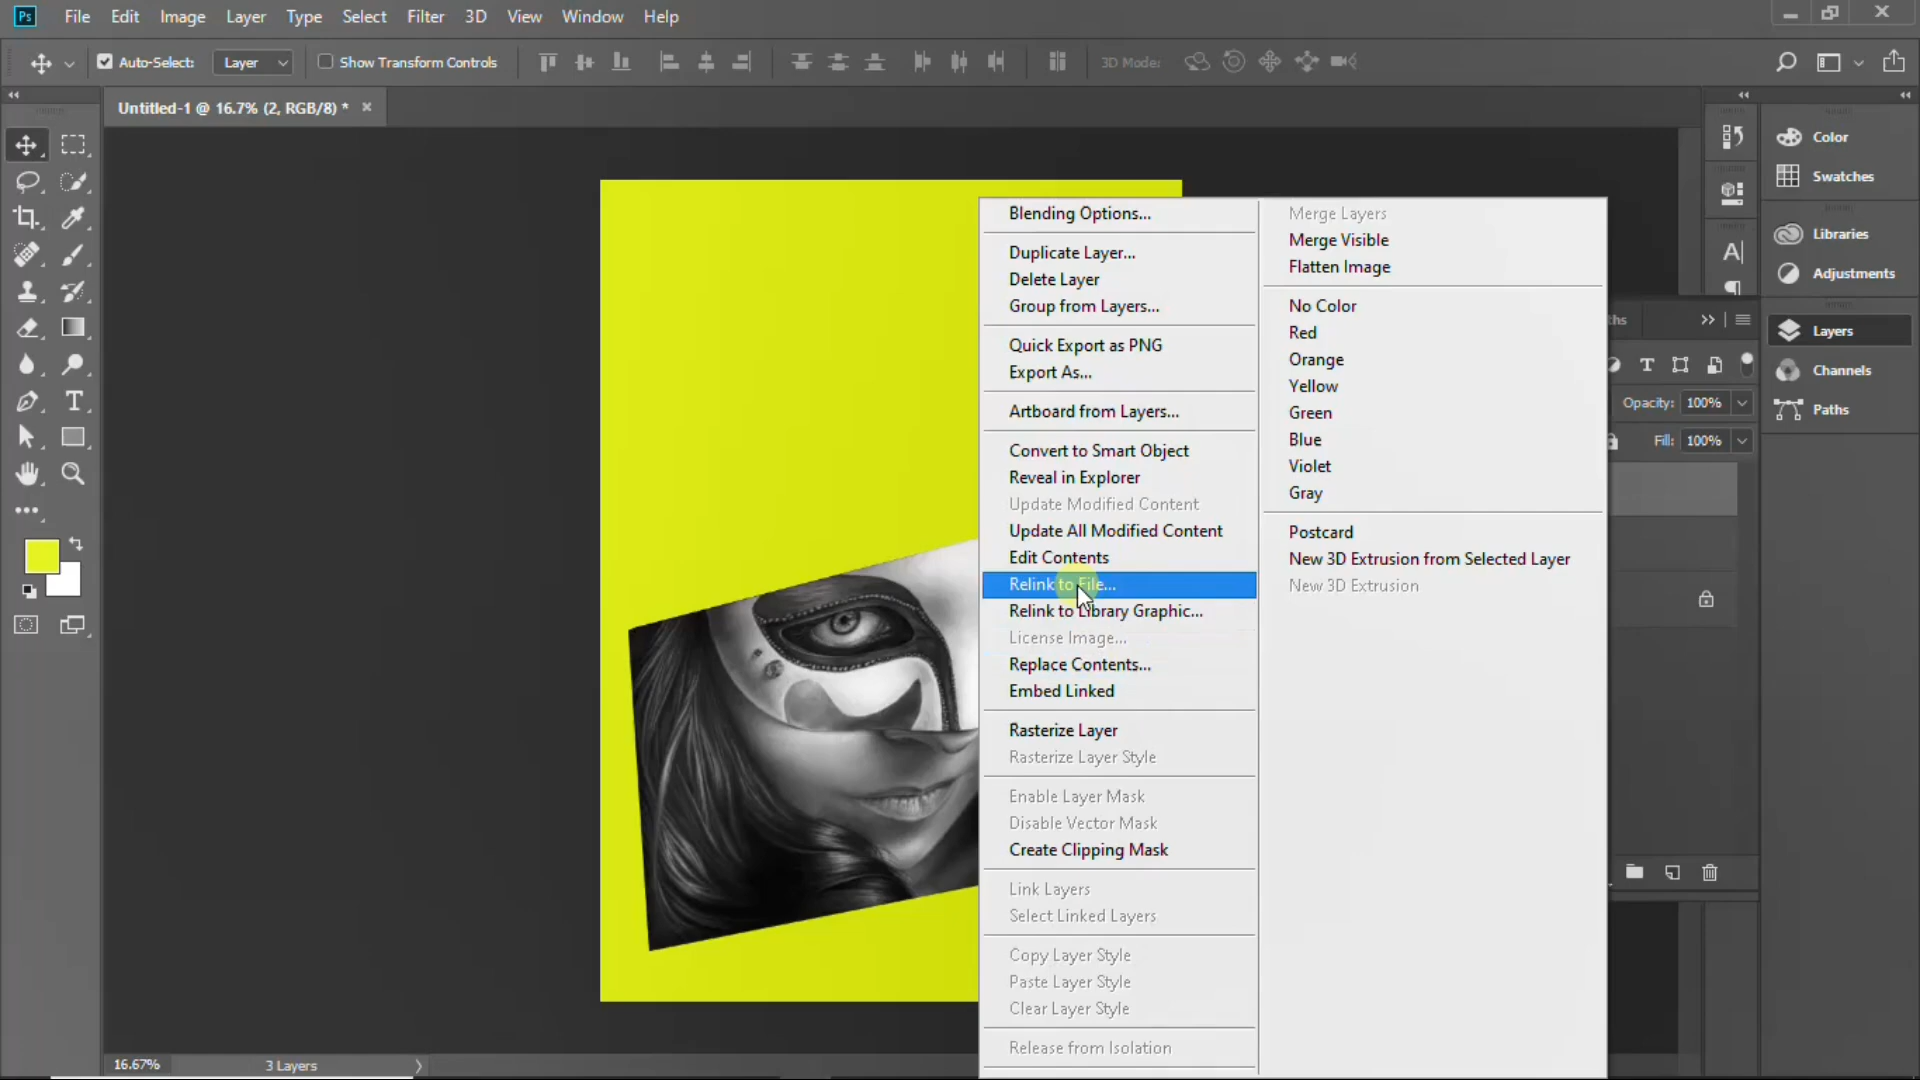 Ps File Edit Image Layer Type Select Filter 3D View Window Help
Auto-Select: Layer Show Transform Controls 3D Mode:
Untitled-1 @ 16.7% (2, RGB/8) * ×
Blending Options...
Duplicate Layer...
Delete Layer
Group from Layers...
Quick Export as PNG
Export As...
Artboard from Layers...
Convert to Smart Object
Reveal in Explorer
Update Modified Content
Update All Modified Content
Edit Contents
Relink to File...
Relink to Library Graphic...
License Image...
Replace Contents...
Embed Linked
Rasterize Layer
Rasterize Layer Style
Enable Layer Mask
Disable Vector Mask
Create Clipping Mask
Link Layers
Select Linked Layers
Copy Layer Style
Paste Layer Style
Clear Layer Style
Release from Isolation
Merge Layers
Merge Visible
Flatten Image
No Color
Red
Orange
Yellow
Green
Blue
Violet
Gray
Postcard
New 3D Extrusion from Selected Layer
New 3D Extrusion
ths
Opacity: 100%
Fill: 100%
Color
Swatches
Libraries
Adjustments
Layers
Channels
Paths
16.67% 3 Layers